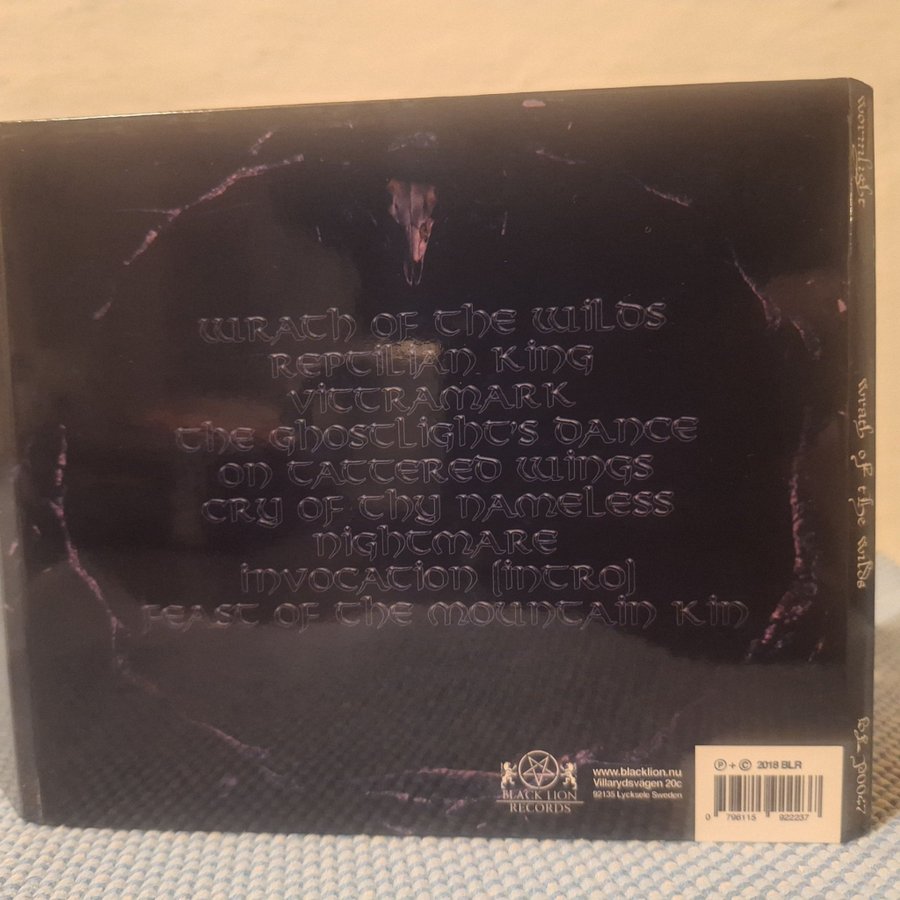 Wrath of the Wilds
Reptilian King
Vittramark
The Ghostlight's Dance
On Tattered Wings
Cry of thy Nameless
Nightmare
Invocation (Intro)
Feast of the Mountain Kin
BLACK LION
RECORDS
www.blacklion.nu
Villarydsvägen 20c
92135 Lycksele Sweden
℗ + © 2018 BLR
0 796115 922237
wormlight
wrath of the wilds